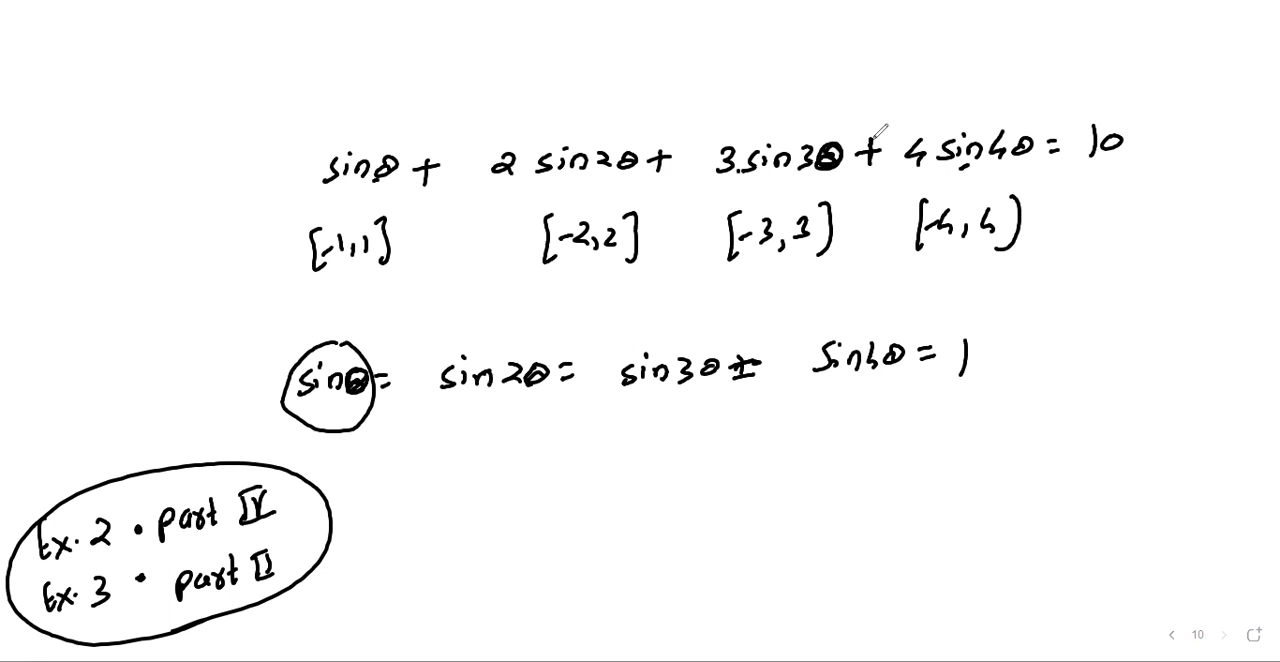 sinθ + 2 sin2θ + 3.sin3θ + 4 sin4θ = 10
[-1,1] [-2,2] [-3,3] [-4,4]
sinθ = sin2θ = sin3θ = sin4θ = 1
Ex. 2 • part IV
Ex. 3 • part II
< 10 >